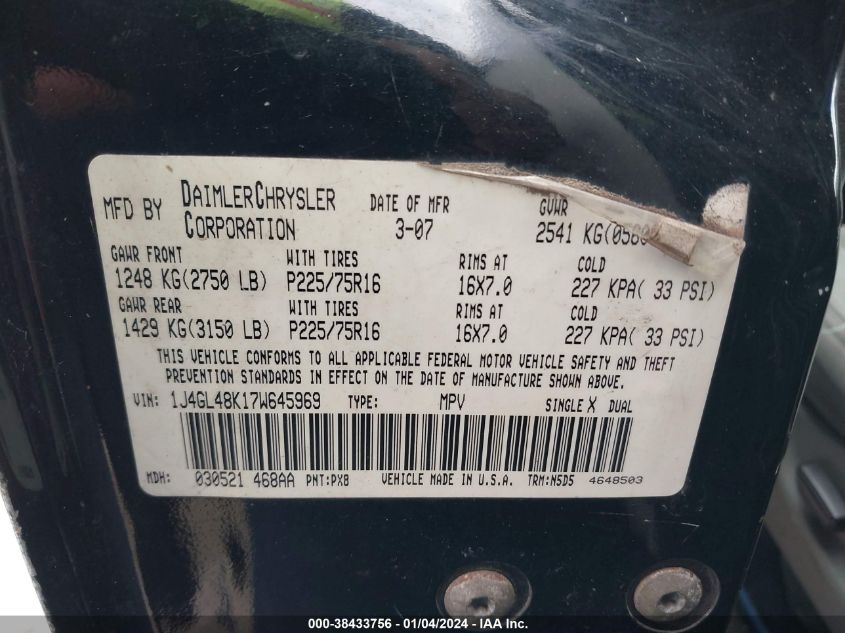 MFD BY DAIMLERCHRYSLER CORPORATION DATE OF MFR 3-07 GVWR 2541 KG(0560
GAWR FRONT WITH TIRES RIMS AT COLD
1248 KG(2750 LB) P225/75R16 16X7.0 227 KPA( 33 PSI)
GAWR REAR WITH TIRES RIMS AT COLD
1429 KG(3150 LB) P225/75R16 16X7.0 227 KPA( 33 PSI)
THIS VEHICLE CONFORMS TO ALL APPLICABLE FEDERAL MOTOR VEHICLE SAFETY AND THEFT
PREVENTION STANDARDS IN EFFECT ON THE DATE OF MANUFACTURE SHOWN ABOVE.
VIN: 1J4GL48K17W645969 TYPE: MPV SINGLE X DUAL
MDH: 030521 468AA PNT:PXB VEHICLE MADE IN U.S.A. TRM:N5D5 4648503
000-38433756 - 01/04/2024 - IAA Inc.